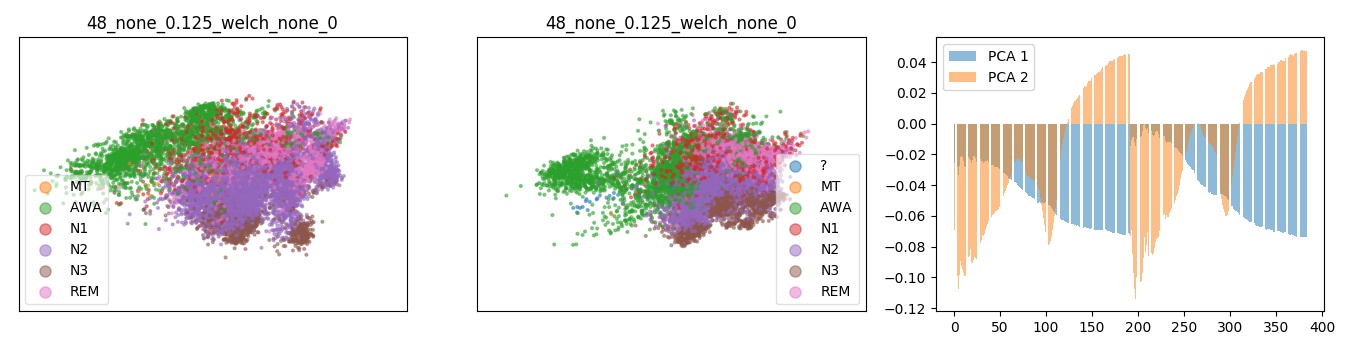 48_none_0.125_welch_none_0
MT
AWA
N1
N2
N3
REM
48_none_0.125_welch_none_0
?
MT
AWA
N1
N2
N3
REM
PCA 1
PCA 2
0.04
0.02
0.00
−0.02
−0.04
−0.06
−0.08
−0.10
−0.12
0
50
100
150
200
250
300
350
400